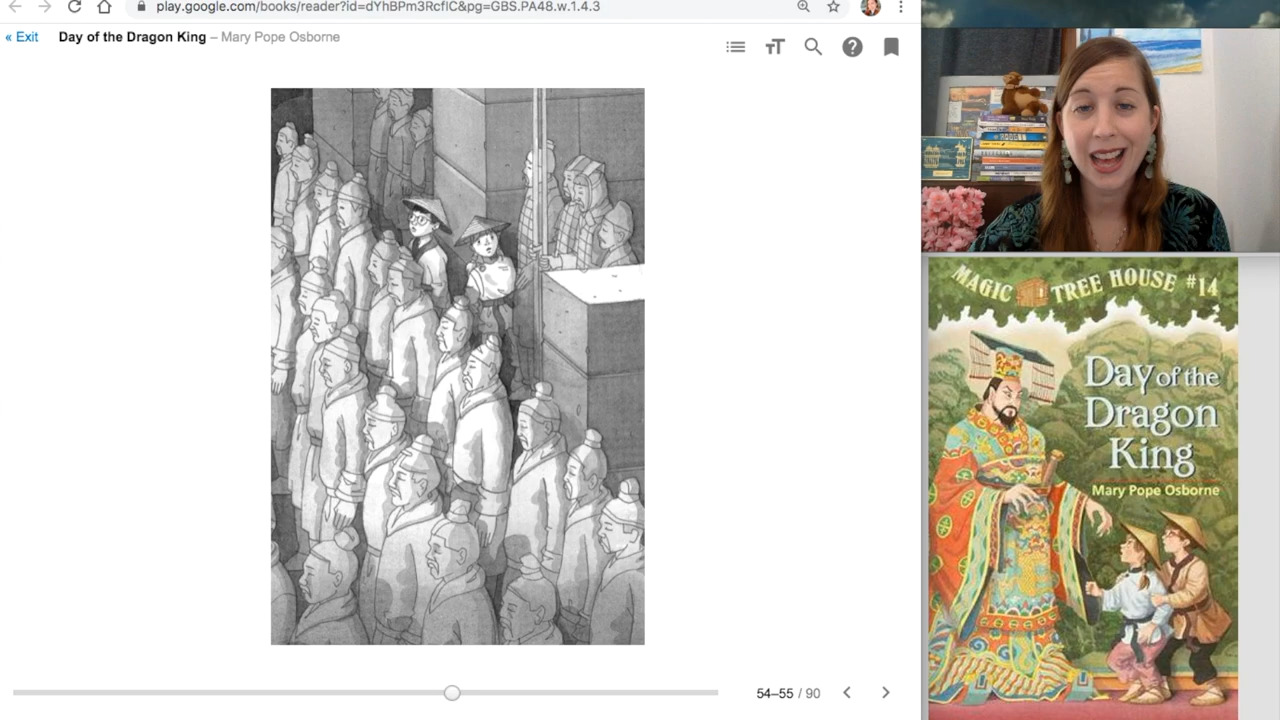 play.google.com/books/reader?id=dYhBPm3RcfIC&pg=GBS.PA48.w.1.4.3
« Exit Day of the Dragon King – Mary Pope Osborne
54–55 / 90
MAGIC TREE HOUSE #14
Day of the
Dragon
King
Mary Pope Osborne